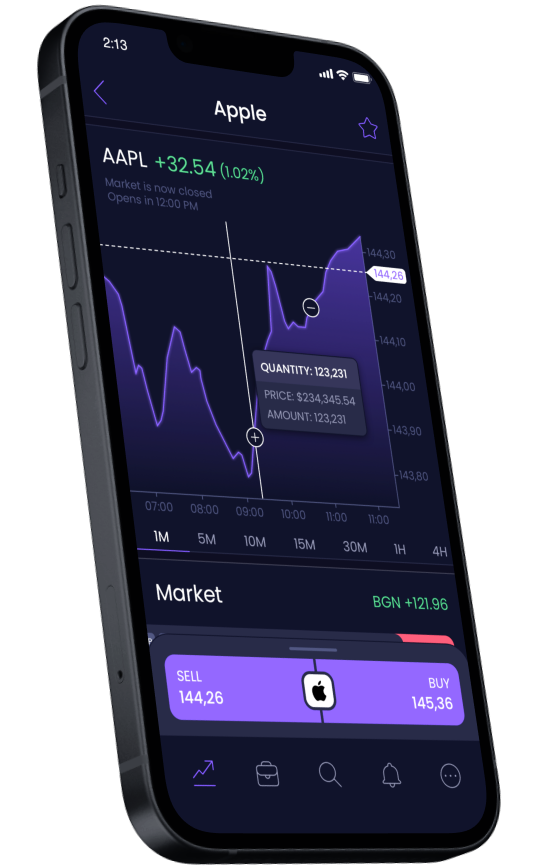 2:13
Apple
AAPL +32.54 (1.02%)
Market is now closed
Opens in 12:00 PM
144,30
144,26
144,20
144,10
QUANTITY: 123,231
PRICE: $234,345.54
AMOUNT: 123,231
144,00
143,90
143,80
07:00 08:00 09:00 10:00 11:00 11:00
1M 5M 10M 15M 30M 1H 4H
Market
BGN +121.96
SELL
144,26
BUY
145,36